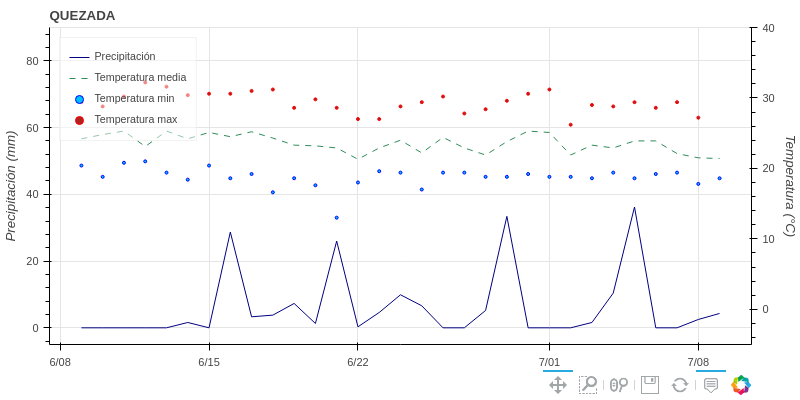 QUEZADA
Precipitación
Temperatura media
Temperatura min
Temperatura max
Precipitación (mm)
80
60
40
20
0
Temperatura (°C)
40
30
20
10
0
6/08 6/15 6/22 7/01 7/08